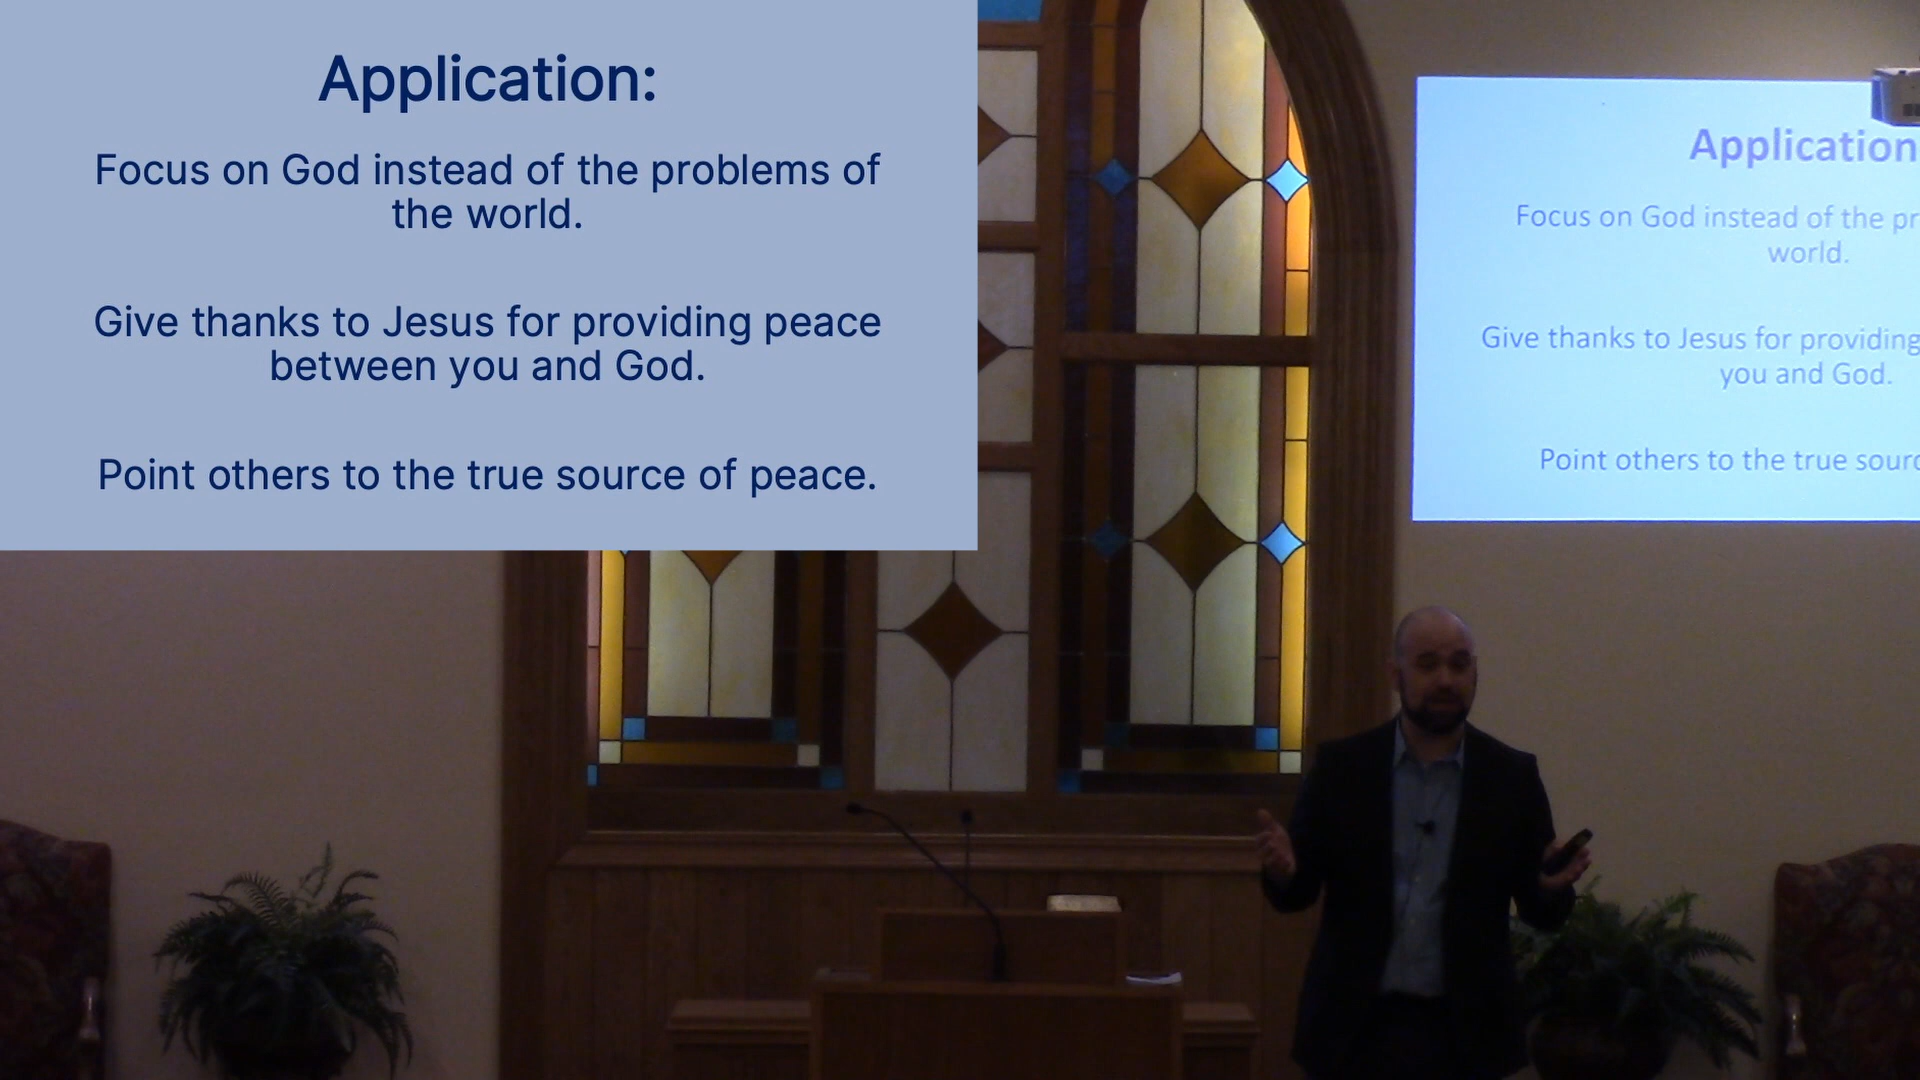 Application:
Focus on God instead of the problems of
the world.
Give thanks to Jesus for providing peace
between you and God.
Point others to the true source of peace.
Application
Focus on God instead of the pr
world.
Give thanks to Jesus for providing
you and God.
Point others to the true sourc